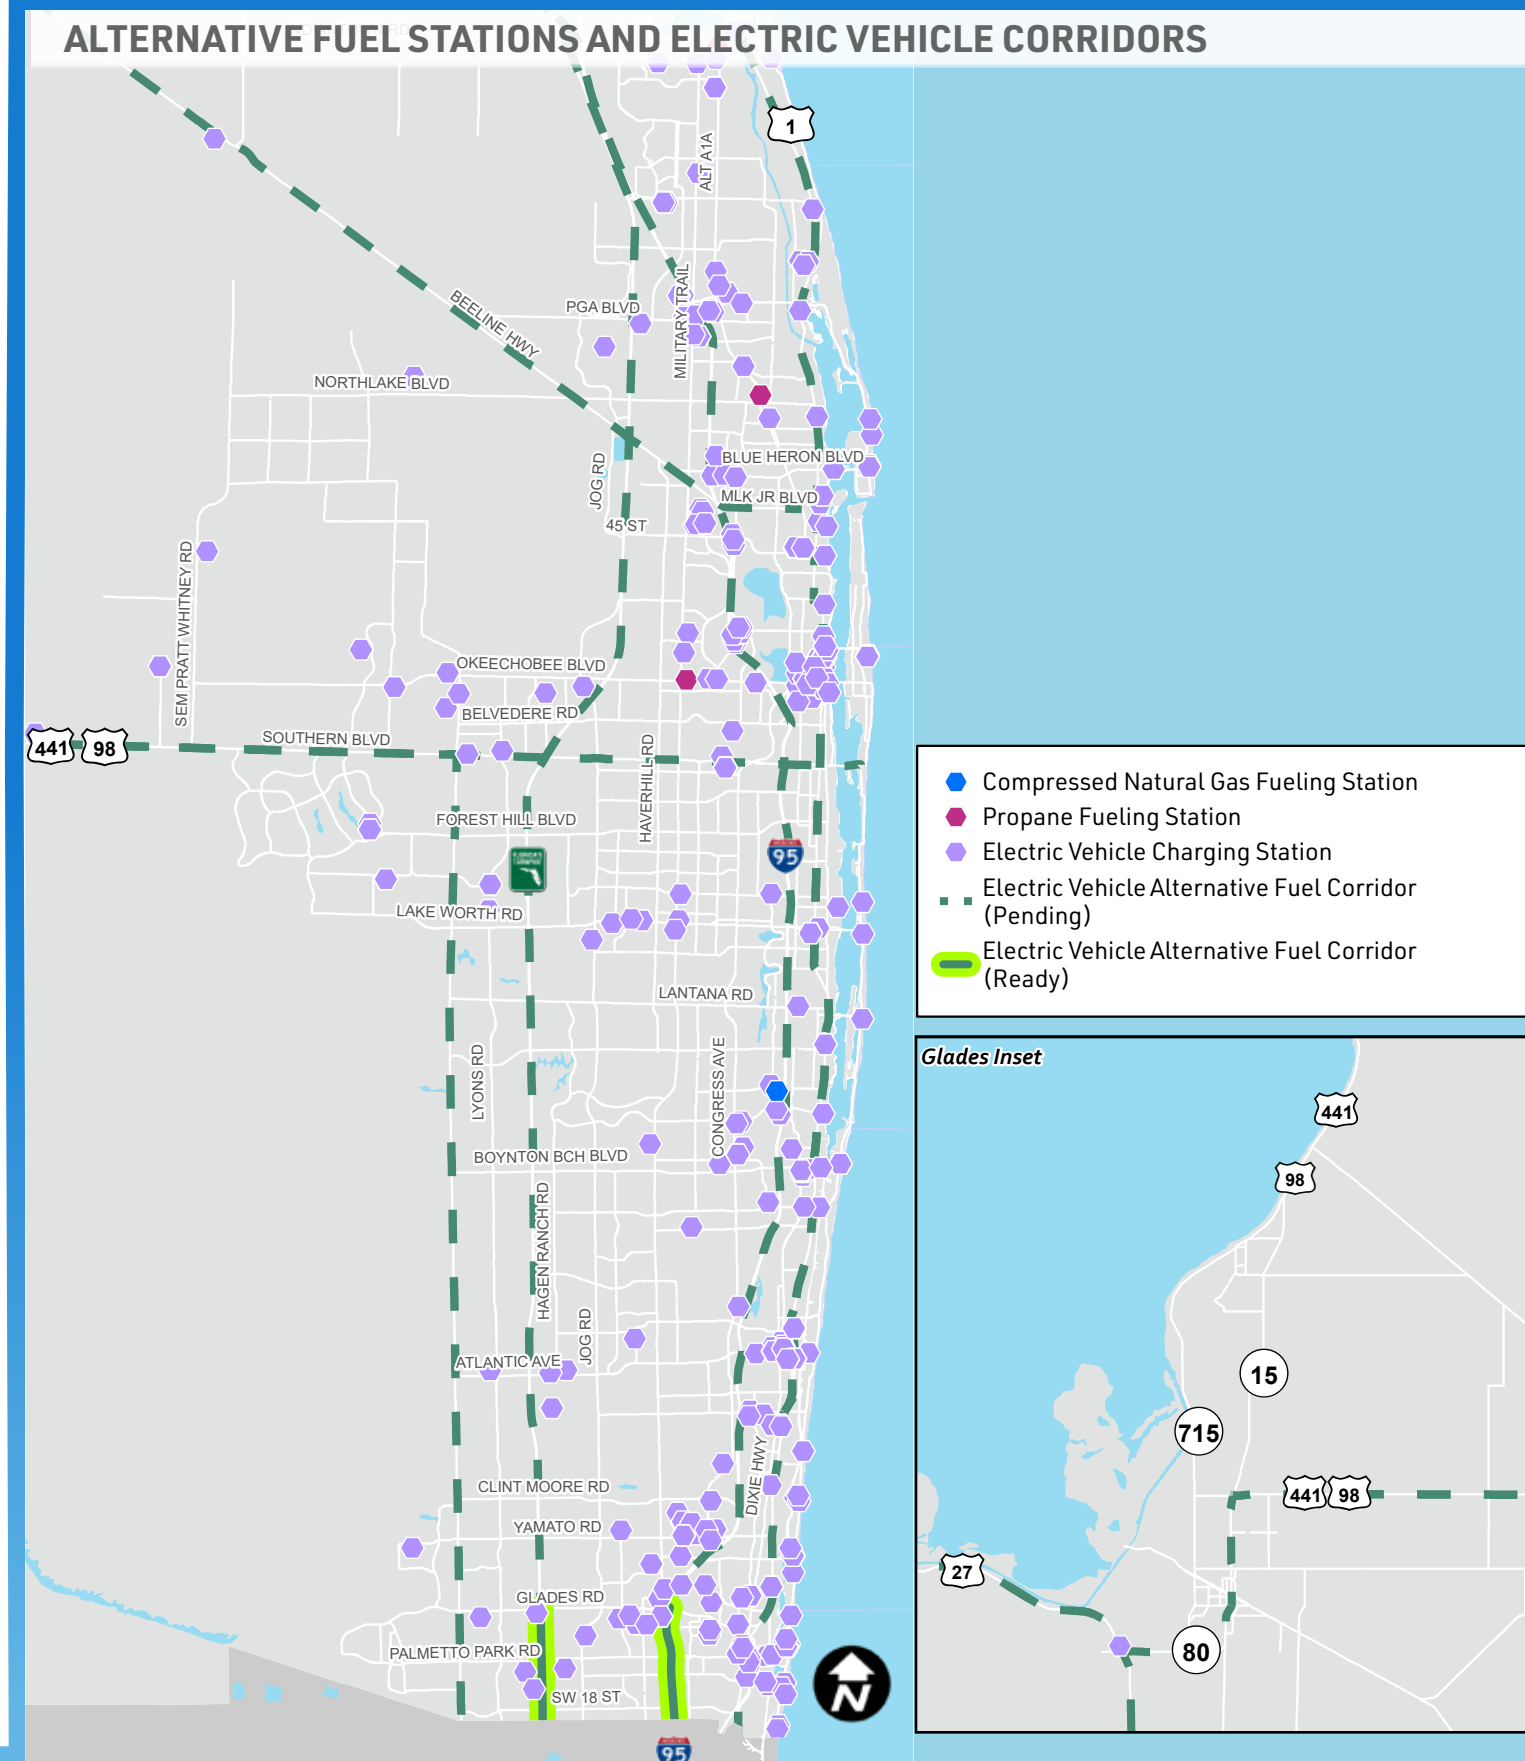 ALTERNATIVE FUEL STATIONS AND ELECTRIC VEHICLE CORRIDORS
1
ALT A1A
MILITARY TRAIL
PGA BLVD
BEELINE HWY
NORTHLAKE BLVD
BLUE HERON BLVD
JOG RD
MLK JR BLVD
45 ST
SEM PRATT WHITNEY RD
OKEECHOBEE BLVD
BELVEDERE RD
441
98
SOUTHERN BLVD
HAVERHILL RD
FOREST HILL BLVD
95
LAKE WORTH RD
LANTANA RD
LYONS RD
CONGRESS AVE
BOYNTON BCH BLVD
HAGEN RANCH RD
JOG RD
ATLANTIC AVE
DIXIE HWY
CLINT MOORE RD
YAMATO RD
GLADES RD
PALMETTO PARK RD
SW 18 ST
N
95
Compressed Natural Gas Fueling Station
Propane Fueling Station
Electric Vehicle Charging Station
Electric Vehicle Alternative Fuel Corridor
(Pending)
Electric Vehicle Alternative Fuel Corridor
(Ready)
Glades Inset
441
98
15
715
441
98
27
80